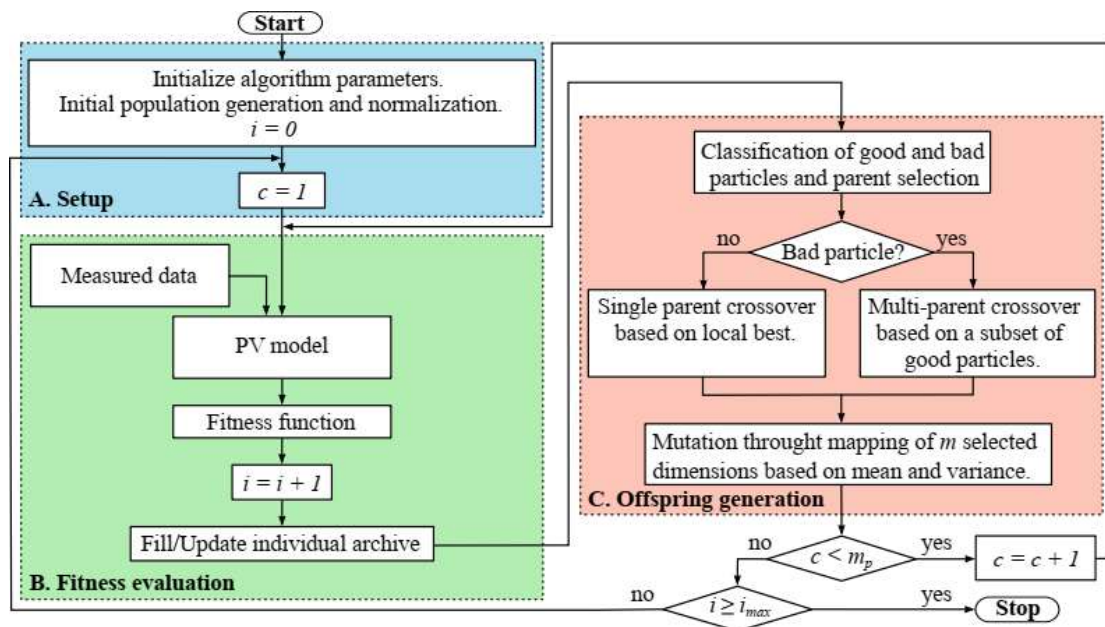 Start
Initialize algorithm parameters.
Initial population generation and normalization.
i = 0
c = 1
A. Setup
Measured data
PV model
Fitness function
i = i + 1
Fill/Update individual archive
B. Fitness evaluation
Classification of good and bad
particles and parent selection
no
Bad particle?
yes
Single parent crossover
based on local best.
Multi-parent crossover
based on a subset of
good particles.
Mutation throught mapping of m selected
dimensions based on mean and variance.
C. Offspring generation
no
c < mp
yes
c = c + 1
no
i ≥ imax
yes
Stop